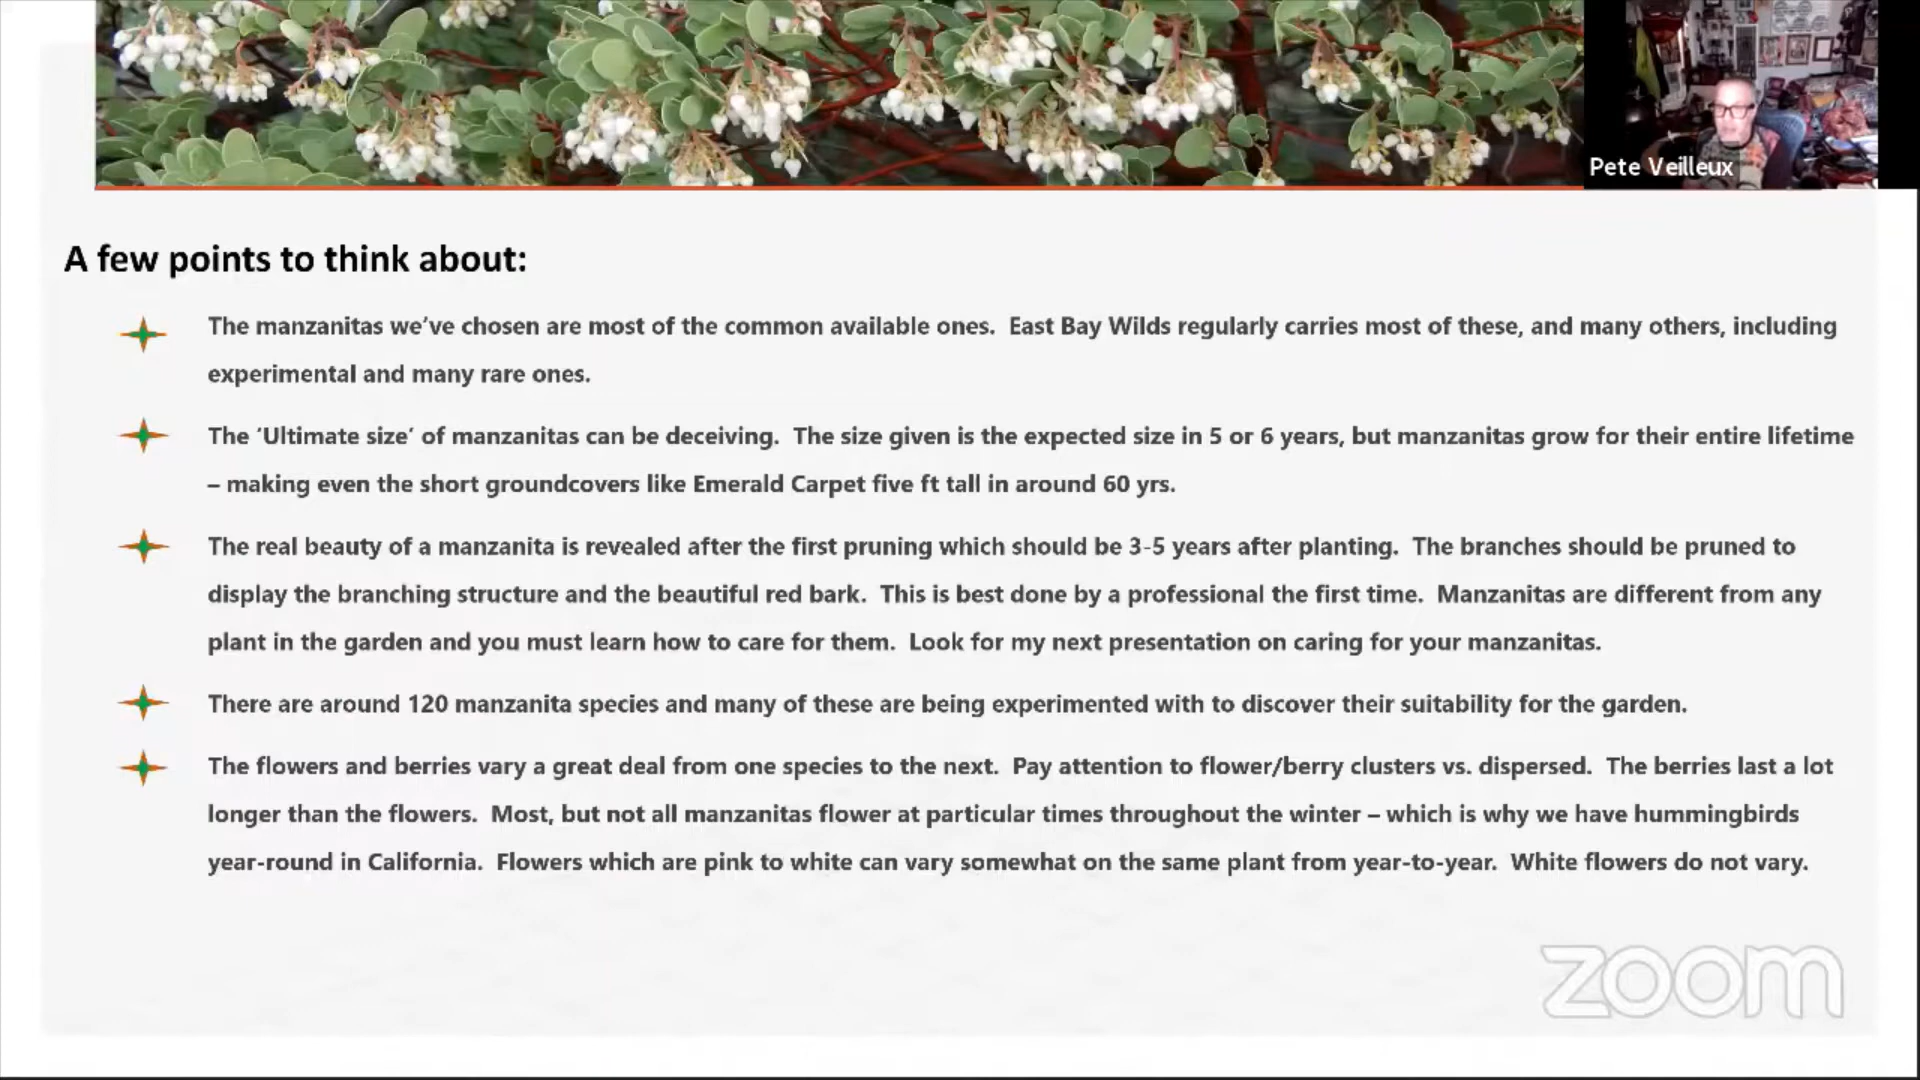 Pete Veilleux
A few points to think about:
The manzanitas we've chosen are most of the common available ones.  East Bay Wilds regularly carries most of these, and many others, including
experimental and many rare ones.
The 'Ultimate size' of manzanitas can be deceiving.  The size given is the expected size in 5 or 6 years, but manzanitas grow for their entire lifetime
– making even the short groundcovers like Emerald Carpet five ft tall in around 60 yrs.
The real beauty of a manzanita is revealed after the first pruning which should be 3-5 years after planting.  The branches should be pruned to
display the branching structure and the beautiful red bark.  This is best done by a professional the first time.  Manzanitas are different from any
plant in the garden and you must learn how to care for them.  Look for my next presentation on caring for your manzanitas.
There are around 120 manzanita species and many of these are being experimented with to discover their suitability for the garden.
The flowers and berries vary a great deal from one species to the next.  Pay attention to flower/berry clusters vs. dispersed.  The berries last a lot
longer than the flowers.  Most, but not all manzanitas flower at particular times throughout the winter – which is why we have hummingbirds
year-round in California.  Flowers which are pink to white can vary somewhat on the same plant from year-to-year.  White flowers do not vary.
zoom